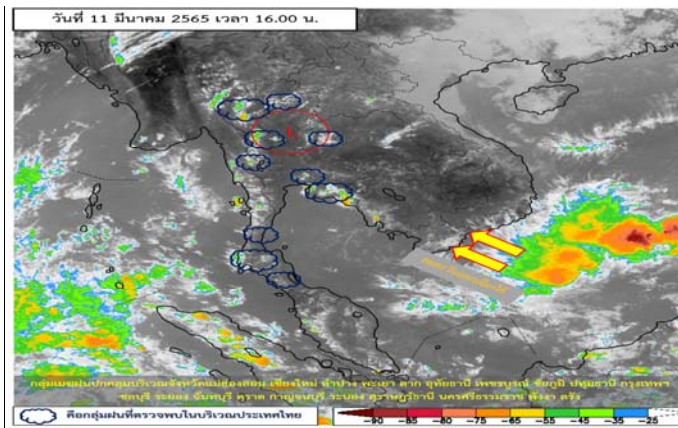 วันที่ 11 มีนาคม 2565 เวลา 16.00 น.
L
กลุ่มเมฆฝนปกคลุมบริเวณจังหวัดแม่ฮ่องสอน เชียงใหม่ ลำปาง พะเยา ตาก อุทัยธานี เพชรบูรณ์ ชัยภูมิ ปทุมธานี กรุงเทพฯ
ชลบุรี ระยอง จันทบุรี ตราด กาญจนบุรี ระนอง สุราษฎร์ธานี นครศรีธรรมราช พังงา ตรัง
คือกลุ่มฝนที่ตรวจพบในบริเวณประเทศไทย
-90 -80 -75 -70 -60 -55 -50 -45 -40 -35 -25